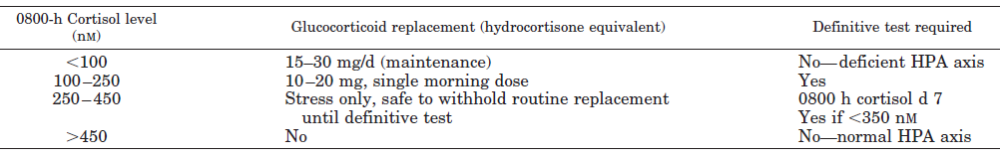 0800-h Cortisol level (nM) Glucocorticoid replacement (hydrocortisone equivalent) Definitive test required
<100 15–30 mg/d (maintenance) No—deficient HPA axis
100–250 10–20 mg, single morning dose Yes
250–450 Stress only, safe to withhold routine replacement 0800 h cortisol d 7
until definitive test Yes if <350 nM
>450 No No—normal HPA axis